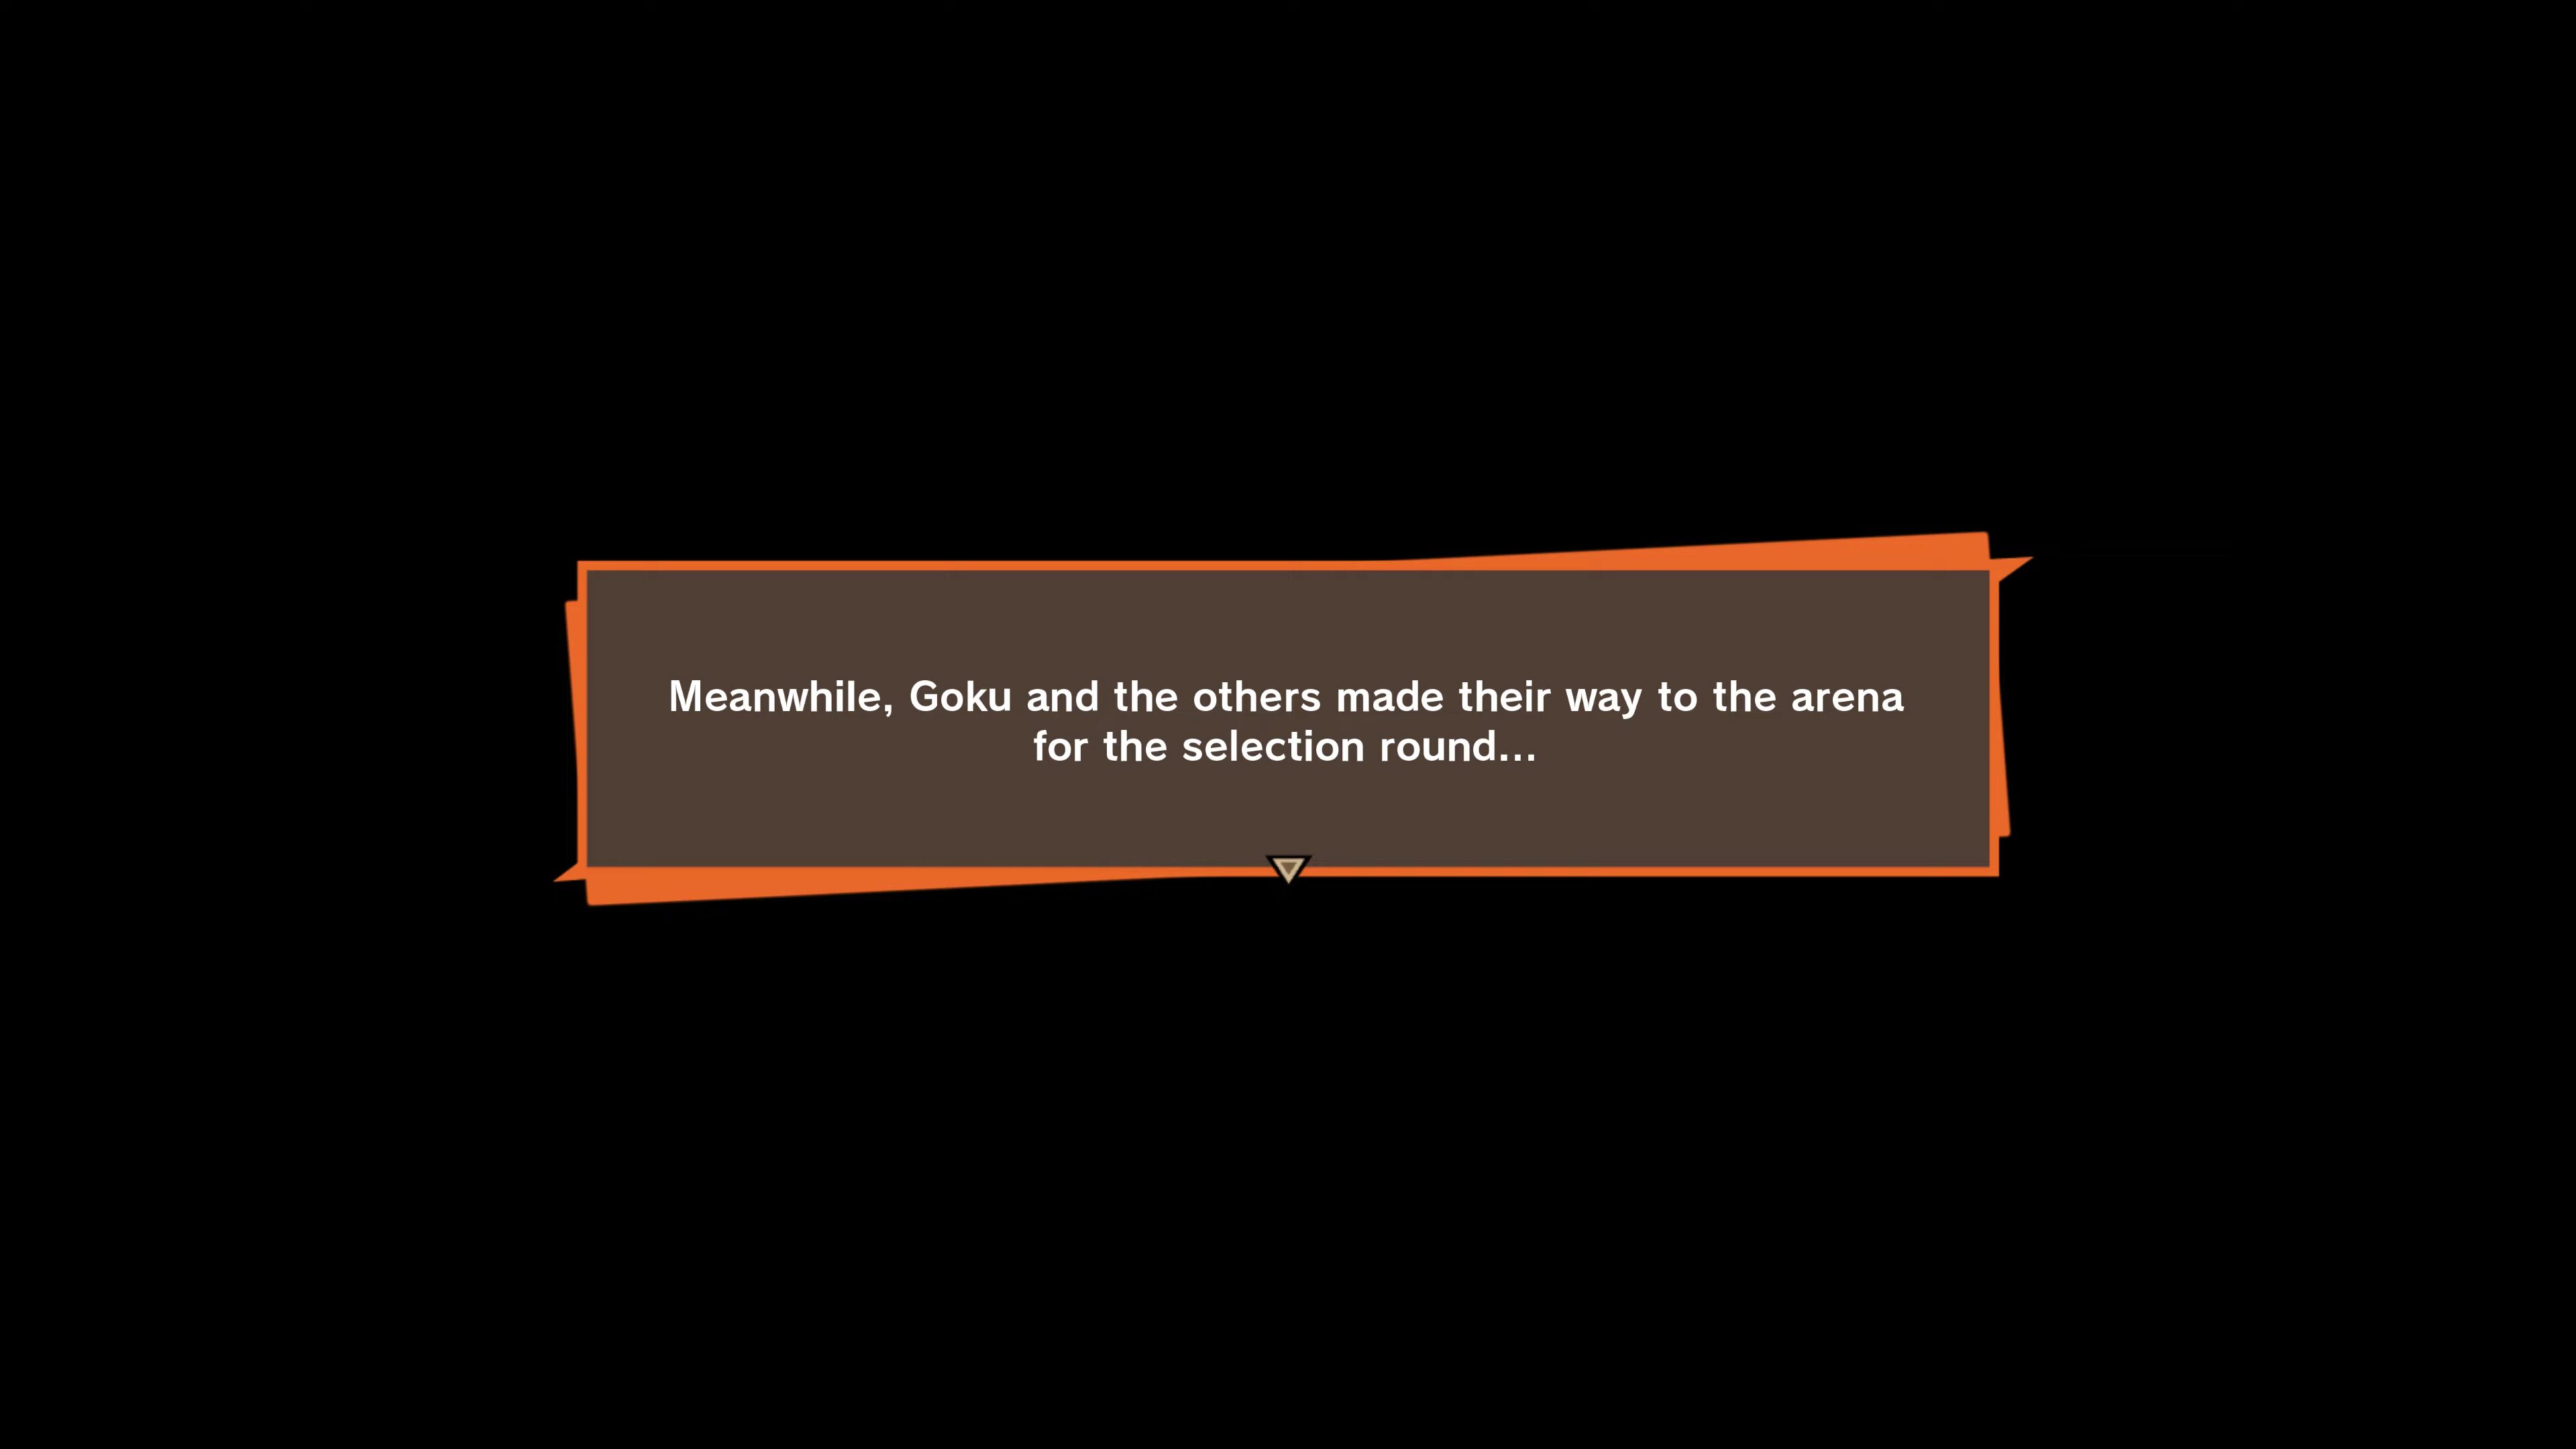 Meanwhile, Goku and the others made their way to the arena
for the selection round...